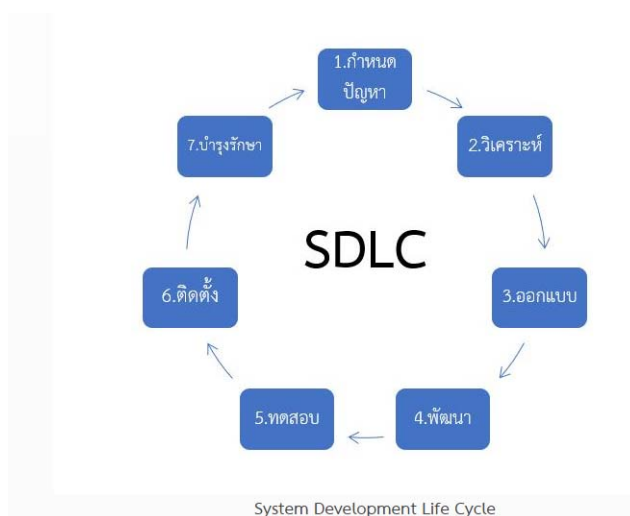 1.กำหนด
ปัญหา
2.วิเคราะห์
3.ออกแบบ
4.พัฒนา
5.ทตสอบ
6.ติดตั้ง
7.บำรุงรักษา
SDLC
System Development Life Cycle